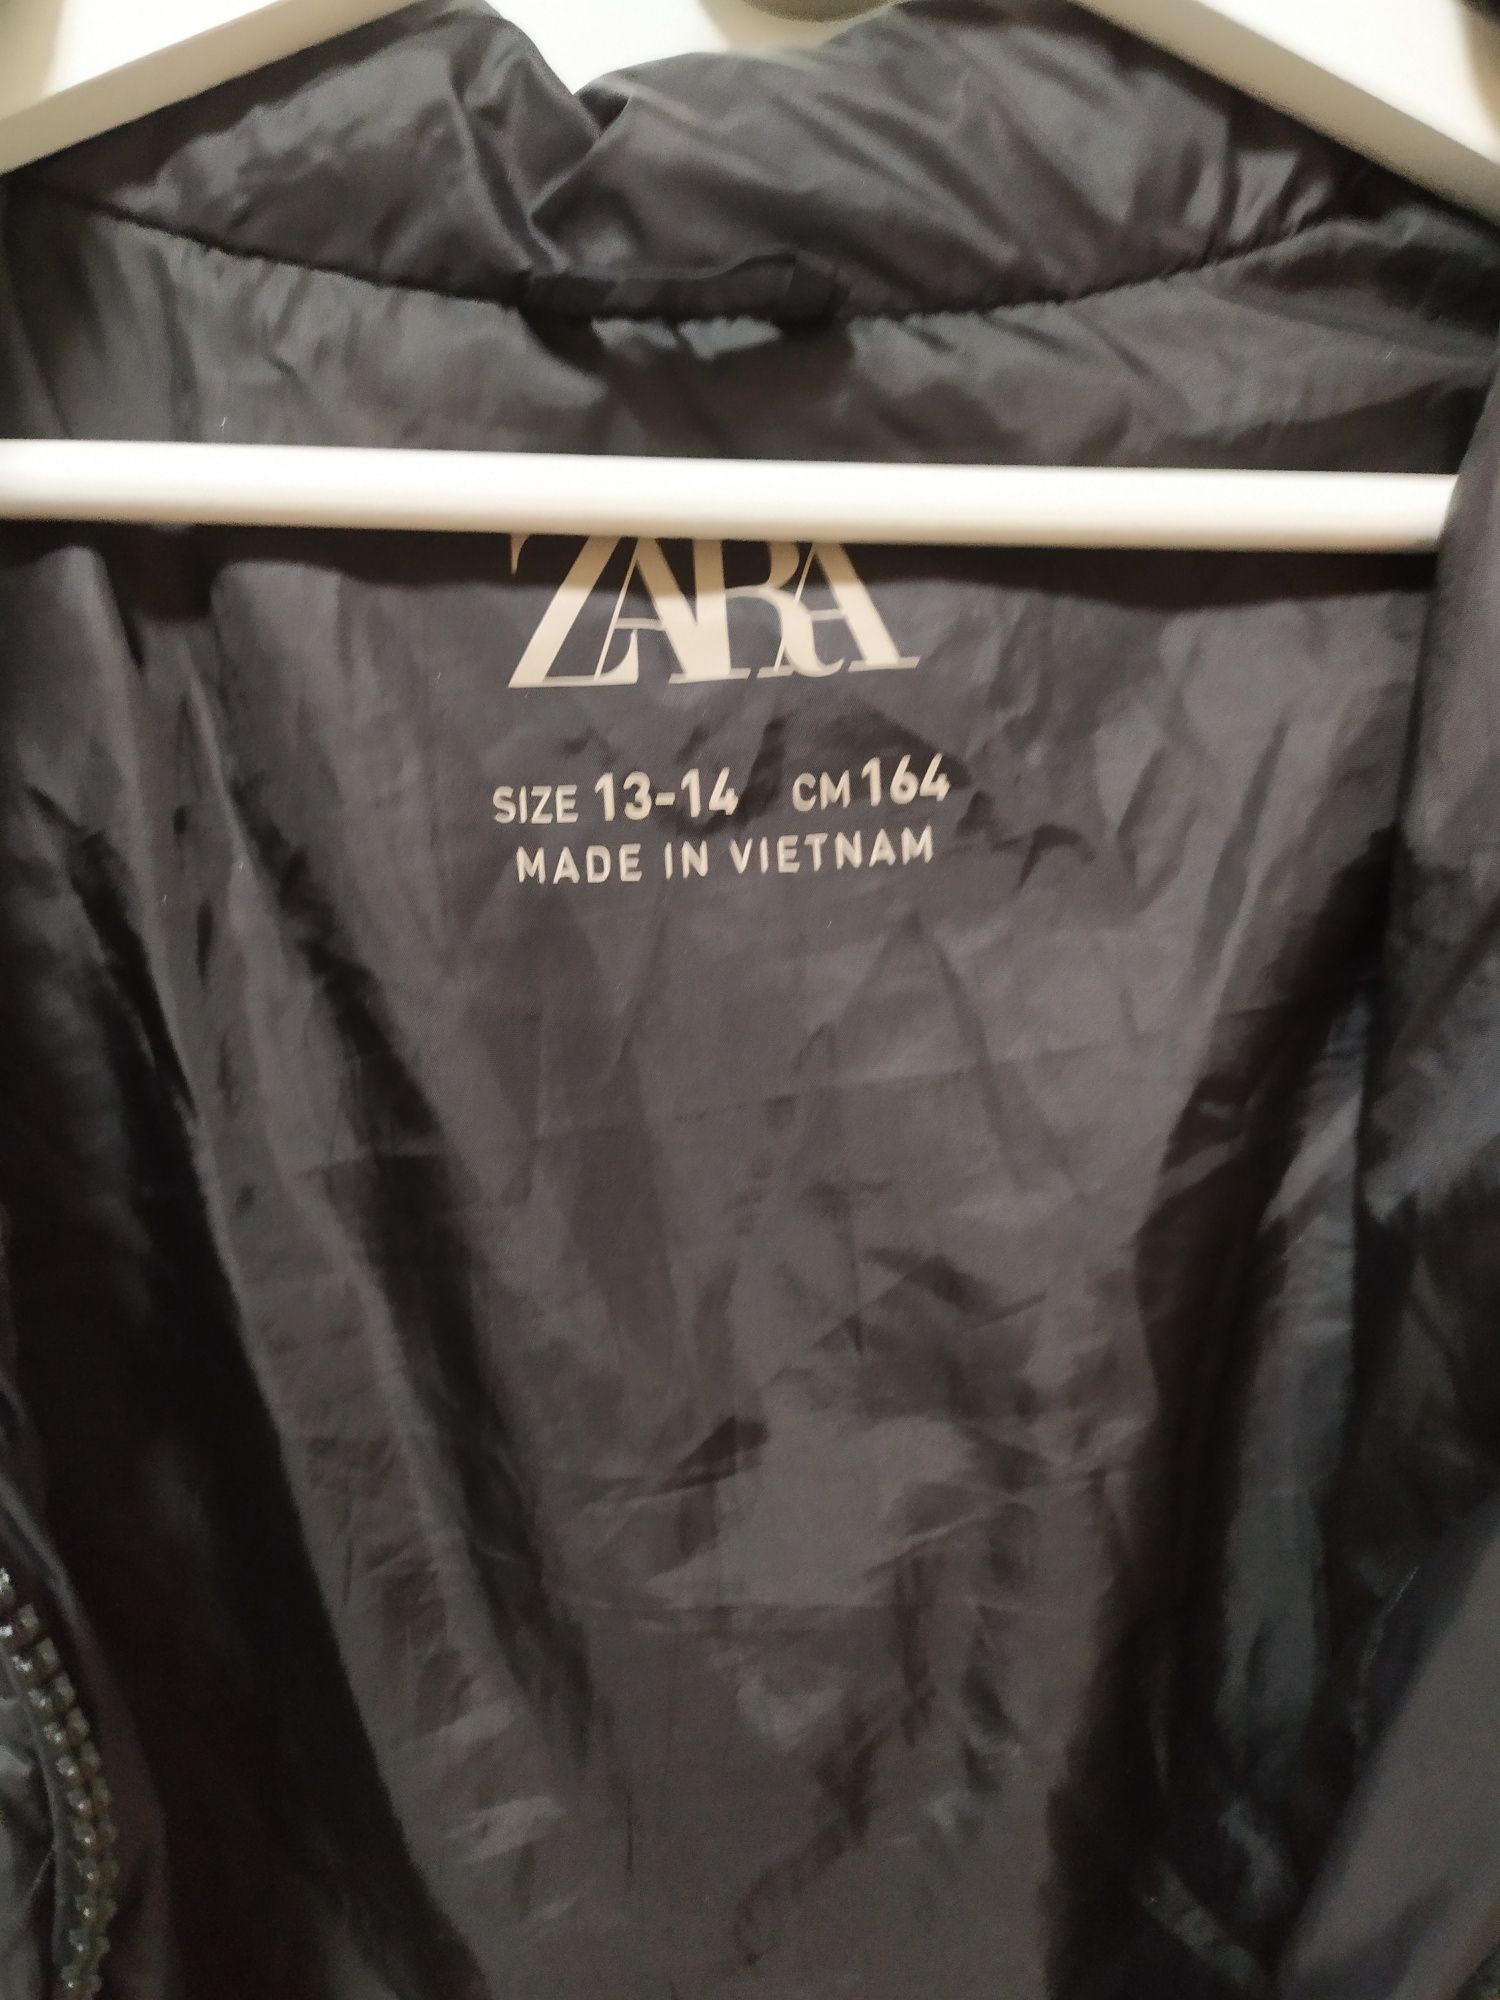 ZARA
SIZE 13-14 CM 164
MADE IN VIETNAM